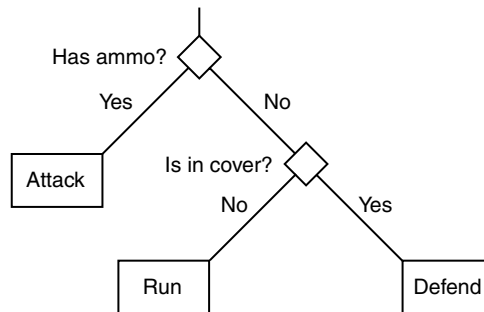 Has ammo?
Yes
No
Attack
Is in cover?
No
Yes
Run
Defend